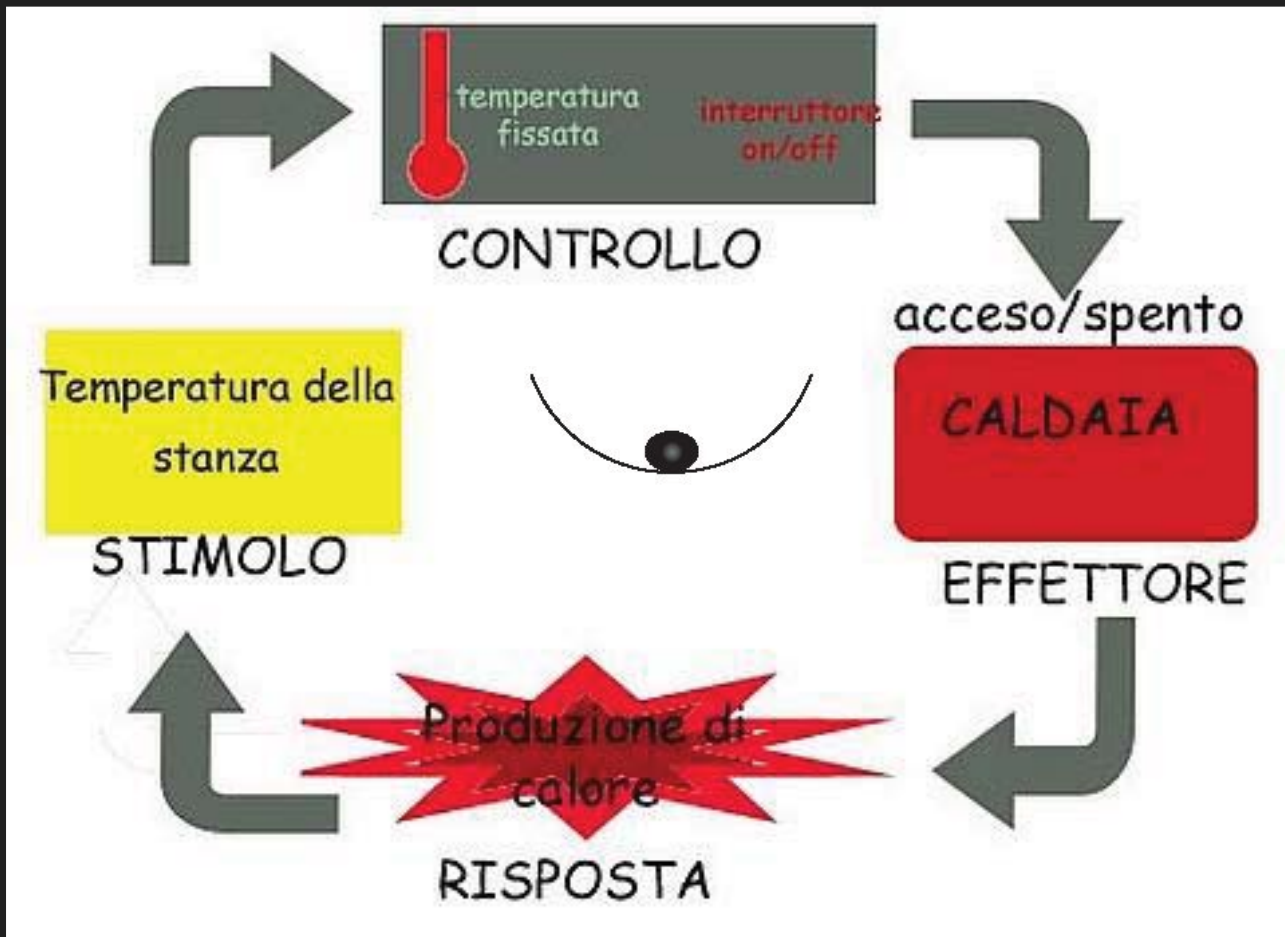 temperatura
fissata
interruttore
on/off
CONTROLLO
acceso/spento
Temperatura della
stanza
STIMOLO
CALDAIA
EFFETTORE
Produzione di
calore
RISPOSTA